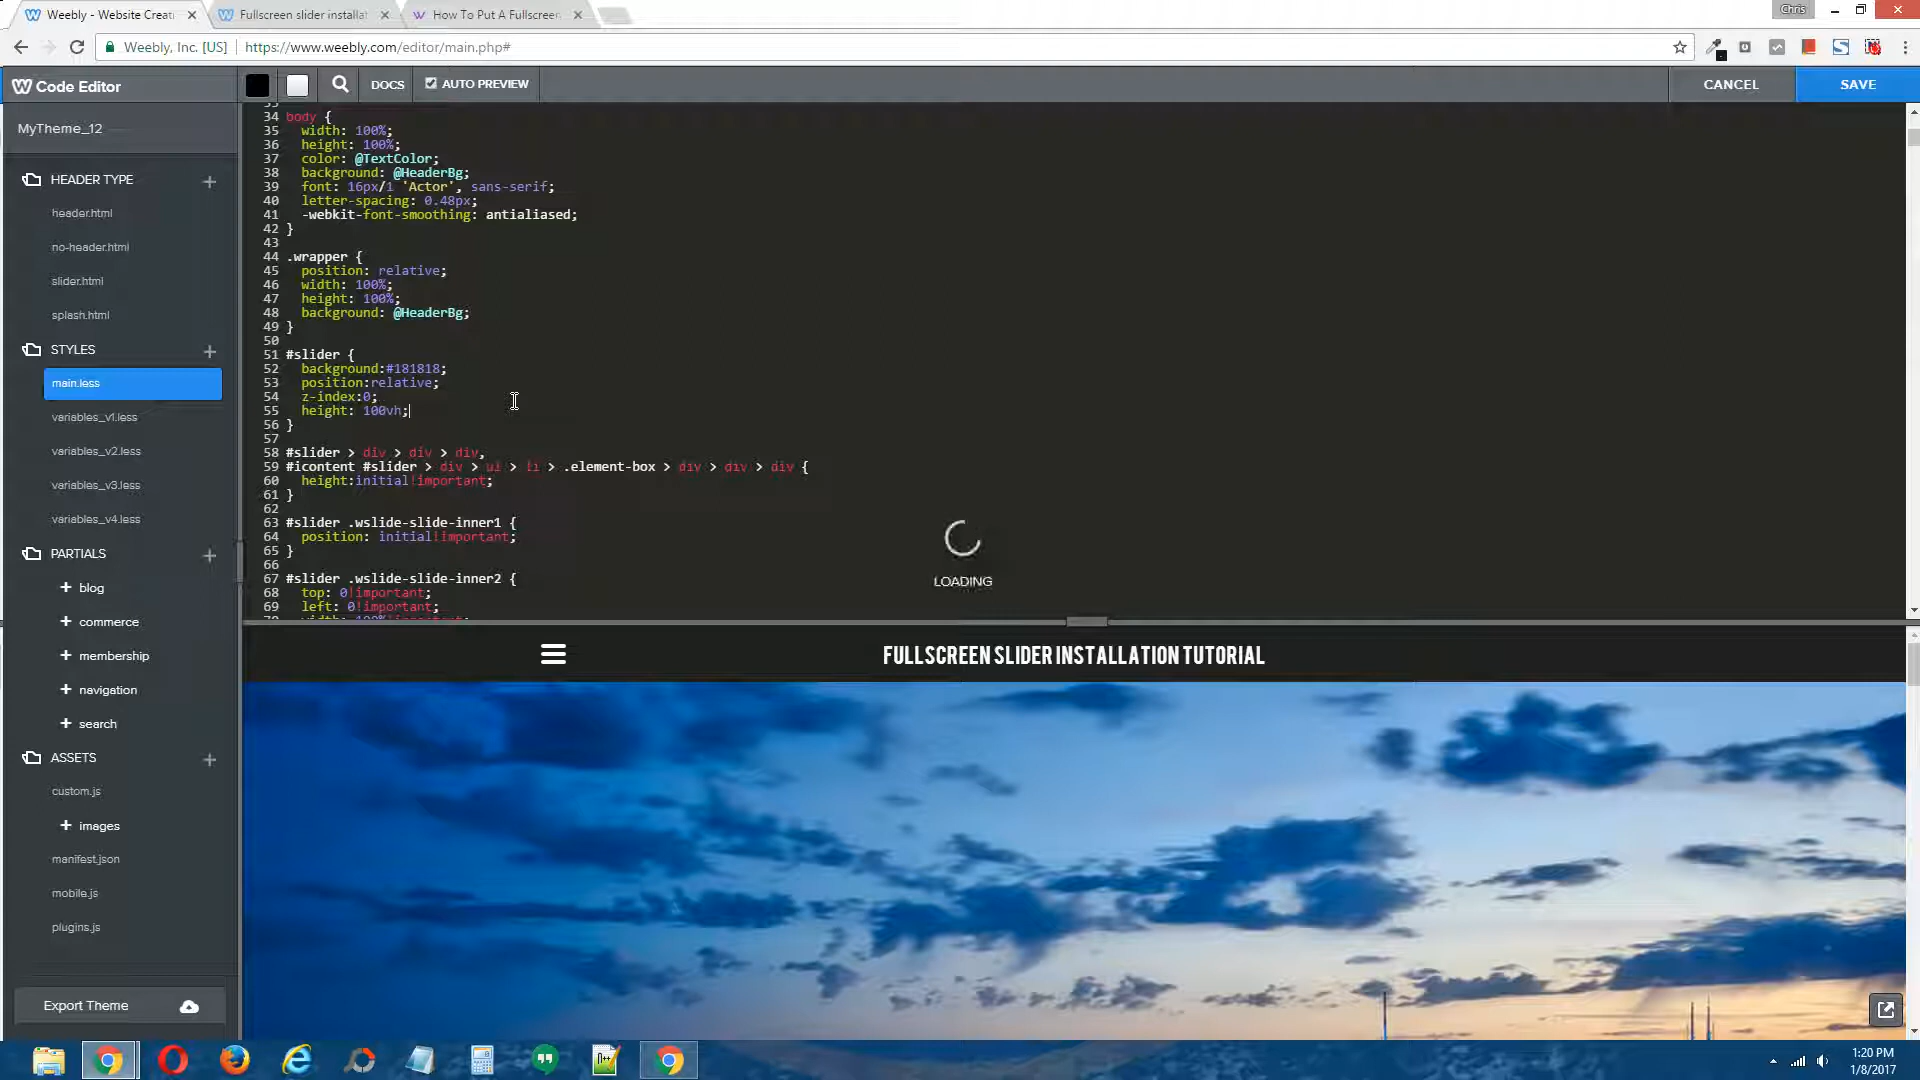 Weebly - Website Creati
Fullscreen slider installat
How To Put A Fullscreen
Chris
Weebly, Inc. [US]
https://www.weebly.com/editor/main.php#
Code Editor
DOCS
AUTO PREVIEW
CANCEL
SAVE
MyTheme_12
HEADER TYPE
header.html
no-header.html
slider.html
splash.html
STYLES
main.less
variables_v1.less
variables_v2.less
variables_v3.less
variables_v4.less
PARTIALS
+ blog
+ commerce
+ membership
+ navigation
+ search
ASSETS
custom.js
+ images
manifest.json
mobile.js
plugins.js
Export Theme
33
34 body {
35 width: 100%;
36 height: 100%;
37 color: @TextColor;
38 background: @HeaderBg;
39 font: 16px/1 'Actor', sans-serif;
40 letter-spacing: 0.48px;
41 -webkit-font-smoothing: antialiased;
42 }
43
44 .wrapper {
45 position: relative;
46 width: 100%;
47 height: 100%;
48 background: @HeaderBg;
49 }
50
51 #slider {
52 background:#181818;
53 position:relative;
54 z-index:0;
55 height: 100vh;
56 }
57
58 #slider > div > div > div,
59 #icontent #slider > div > ul > li > .element-box > div > div > div {
60 height:initial!important;
61 }
62
63 #slider .wslide-slide-inner1 {
64 position: initial!important;
65 }
66
67 #slider .wslide-slide-inner2 {
68 top: 0!important;
69 left: 0!important;
70 width: 100%!important;
LOADING
FULLSCREEN SLIDER INSTALLATION TUTORIAL
1:20 PM
1/8/2017